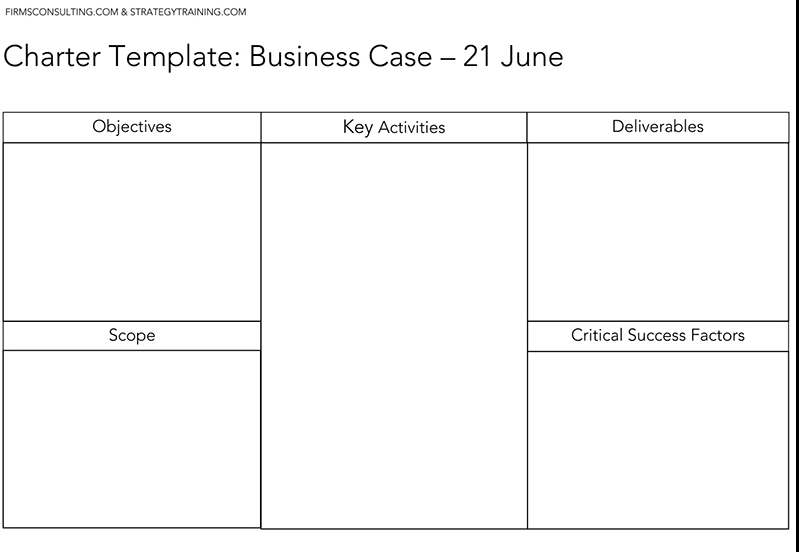 FIRMSCONSULTING.COM & STRATEGYTRAINING.COM
Charter Template: Business Case – 21 June
Objectives
Key Activities
Deliverables
Scope
Critical Success Factors